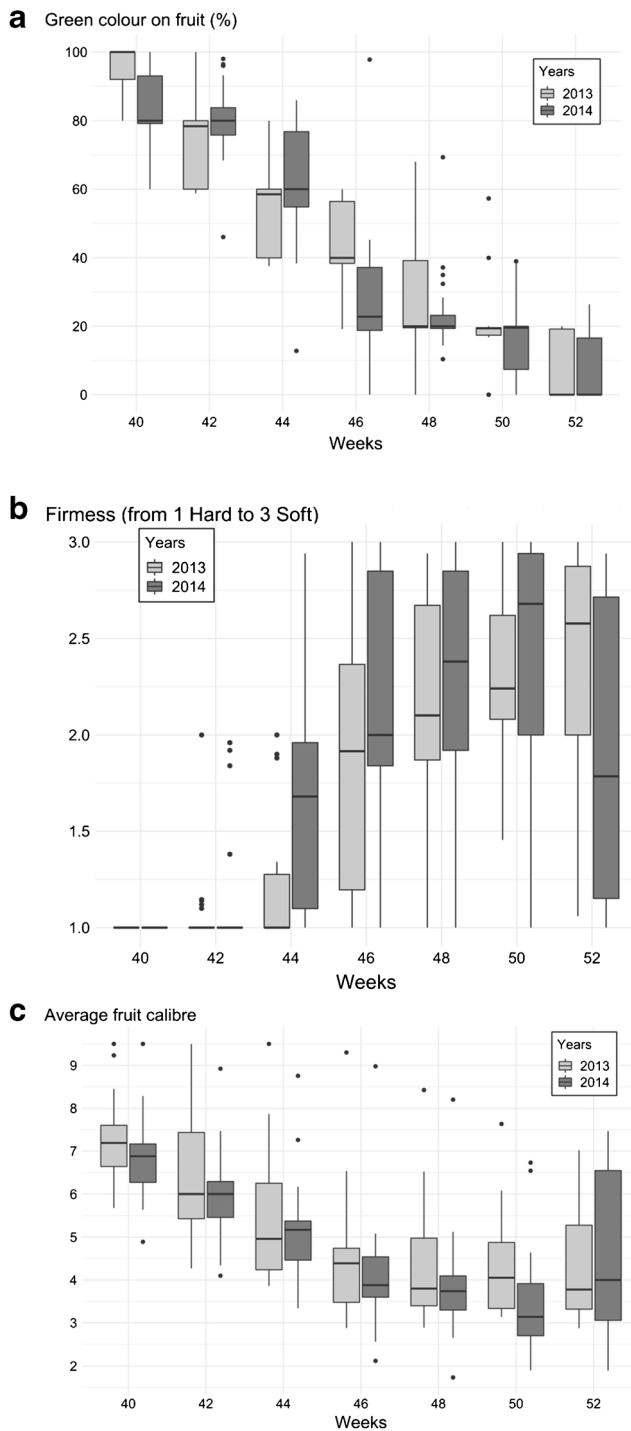 a Green colour on fruit (%)
100
80
60
40
20
0
Years
2013
2014
40 42 44 46 48 50 52
Weeks
b Firmness (from 1 Hard to 3 Soft)
3.0
2.5
2.0
1.5
1.0
Years
2013
2014
40 42 44 46 48 50 52
Weeks
c Average fruit calibre
9
8
7
6
5
4
3
2
Years
2013
2014
40 42 44 46 48 50 52
Weeks